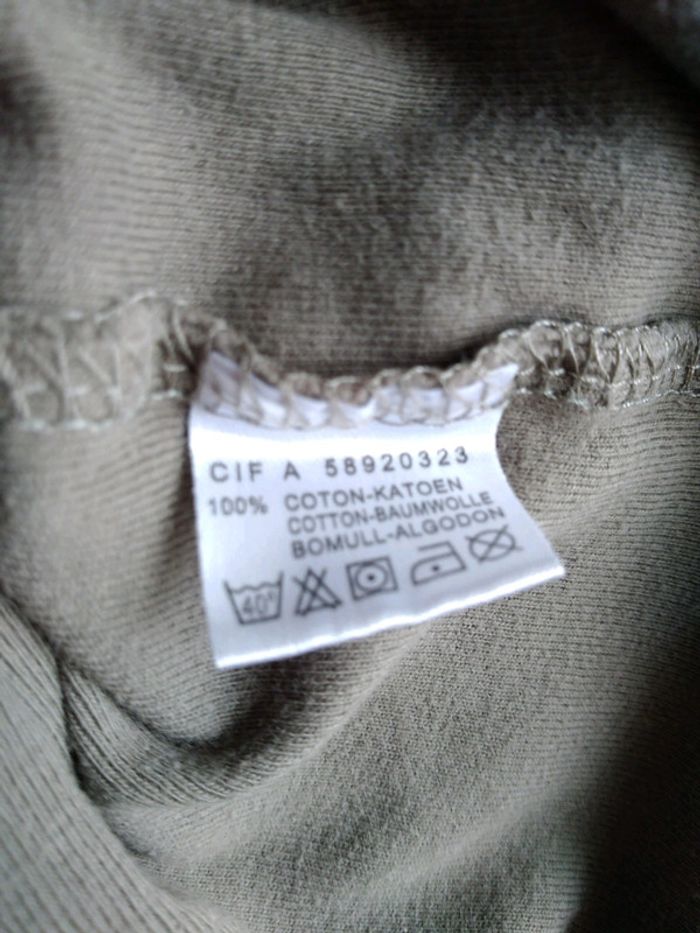 CIF A 58920323
100% COTON-KATOEN
COTTON-BAUMWOLLE
BOMULL-ALGODON
40°